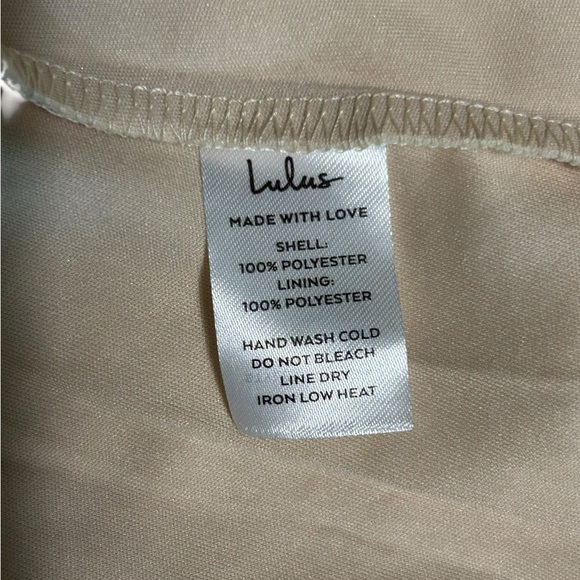 Lulus
MADE WITH LOVE
SHELL:
100% POLYESTER
LINING:
100% POLYESTER
HAND WASH COLD
DO NOT BLEACH
LINE DRY
IRON LOW HEAT